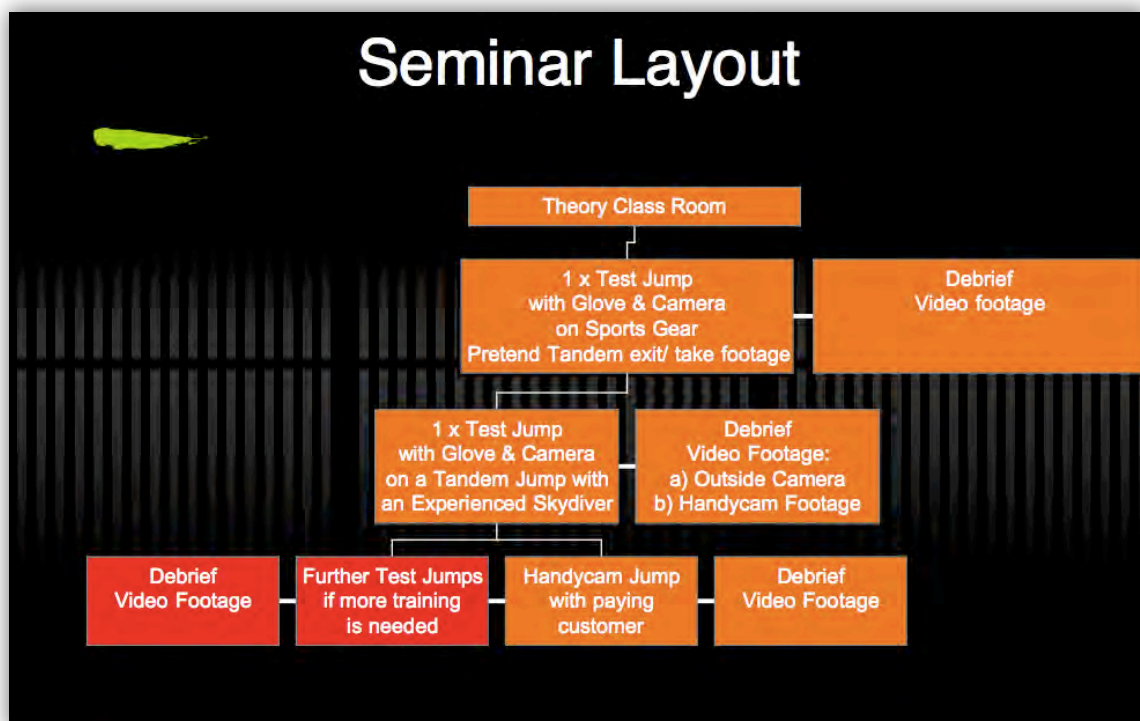 Seminar Layout
Theory Class Room
1 x Test Jump
with Glove & Camera
on Sports Gear
Pretend Tandem exit/ take footage
Debrief
Video footage
1 x Test Jump
with Glove & Camera
on a Tandem Jump with
an Experienced Skydiver
Debrief
Video Footage:
a) Outside Camera
b) Handycam Footage
Debrief
Video Footage
Further Test Jumps
if more training
is needed
Handycam Jump
with paying
customer
Debrief
Video Footage